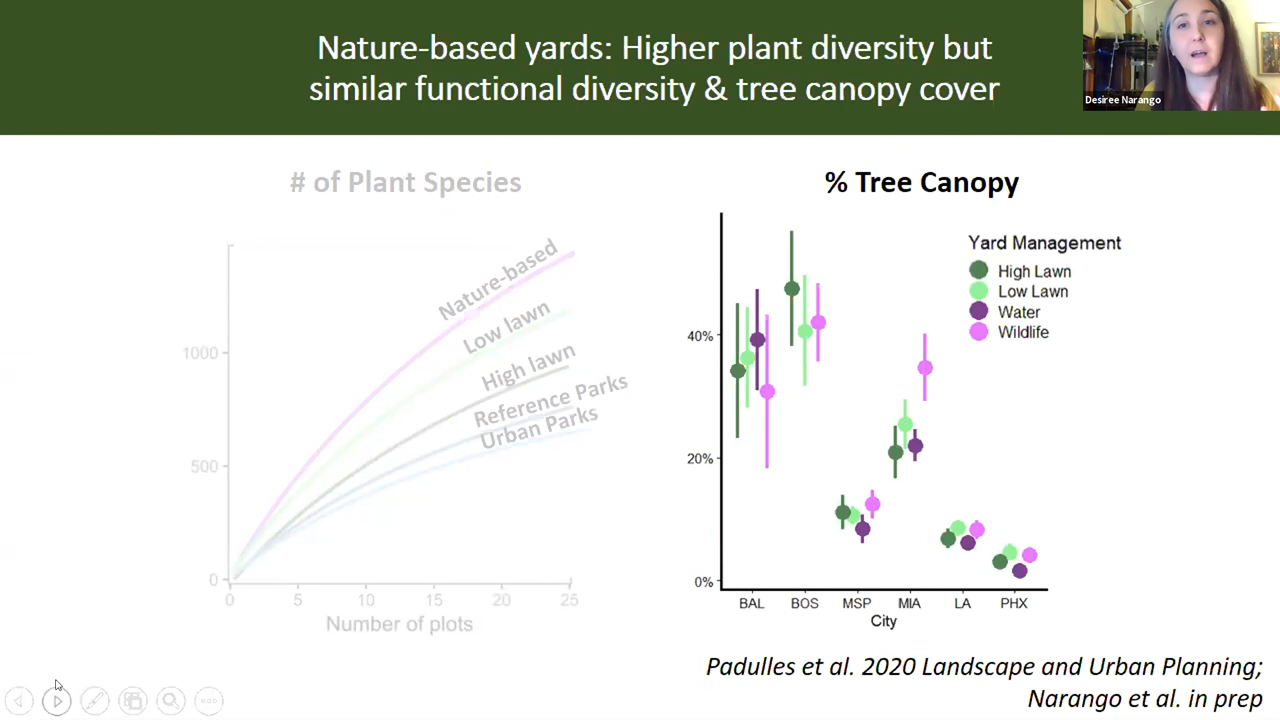 Nature-based yards: Higher plant diversity but
similar functional diversity & tree canopy cover
Desiree Narango
# of Plant Species
1000
500
0
0 5 10 15 20 25
Number of plots
Nature-based
Low lawn
High lawn
Reference Parks
Urban Parks
% Tree Canopy
40%
20%
0%
BAL BOS MSP MIA LA PHX
City
Yard Management
High Lawn
Low Lawn
Water
Wildlife
Padulles et al. 2020 Landscape and Urban Planning;
Narango et al. in prep